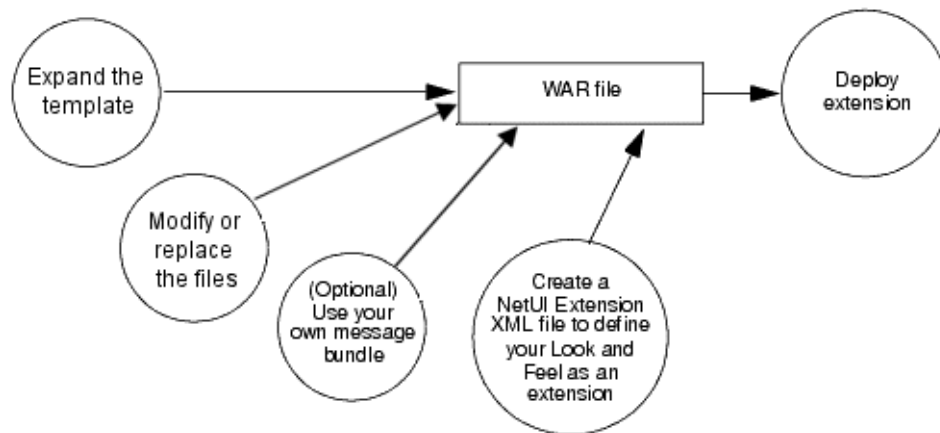 Expand the
template
WAR file
Deploy
extension
Modify or
replace
the files
(Optional)
Use your
own message
bundle
Create a
NetUI Extension
XML file to define
your Look and
Feel as an
extension